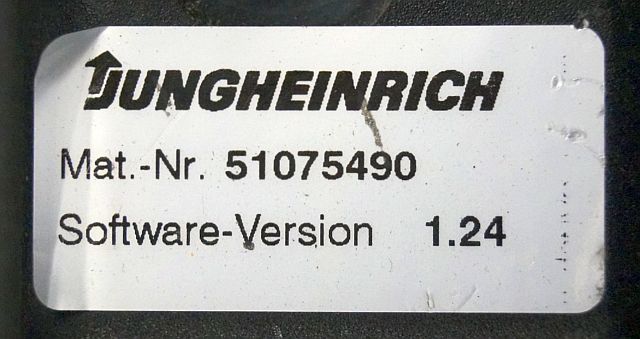 JUNGHEINRICH
Mat.-Nr. 51075490
Software-Version 1.24